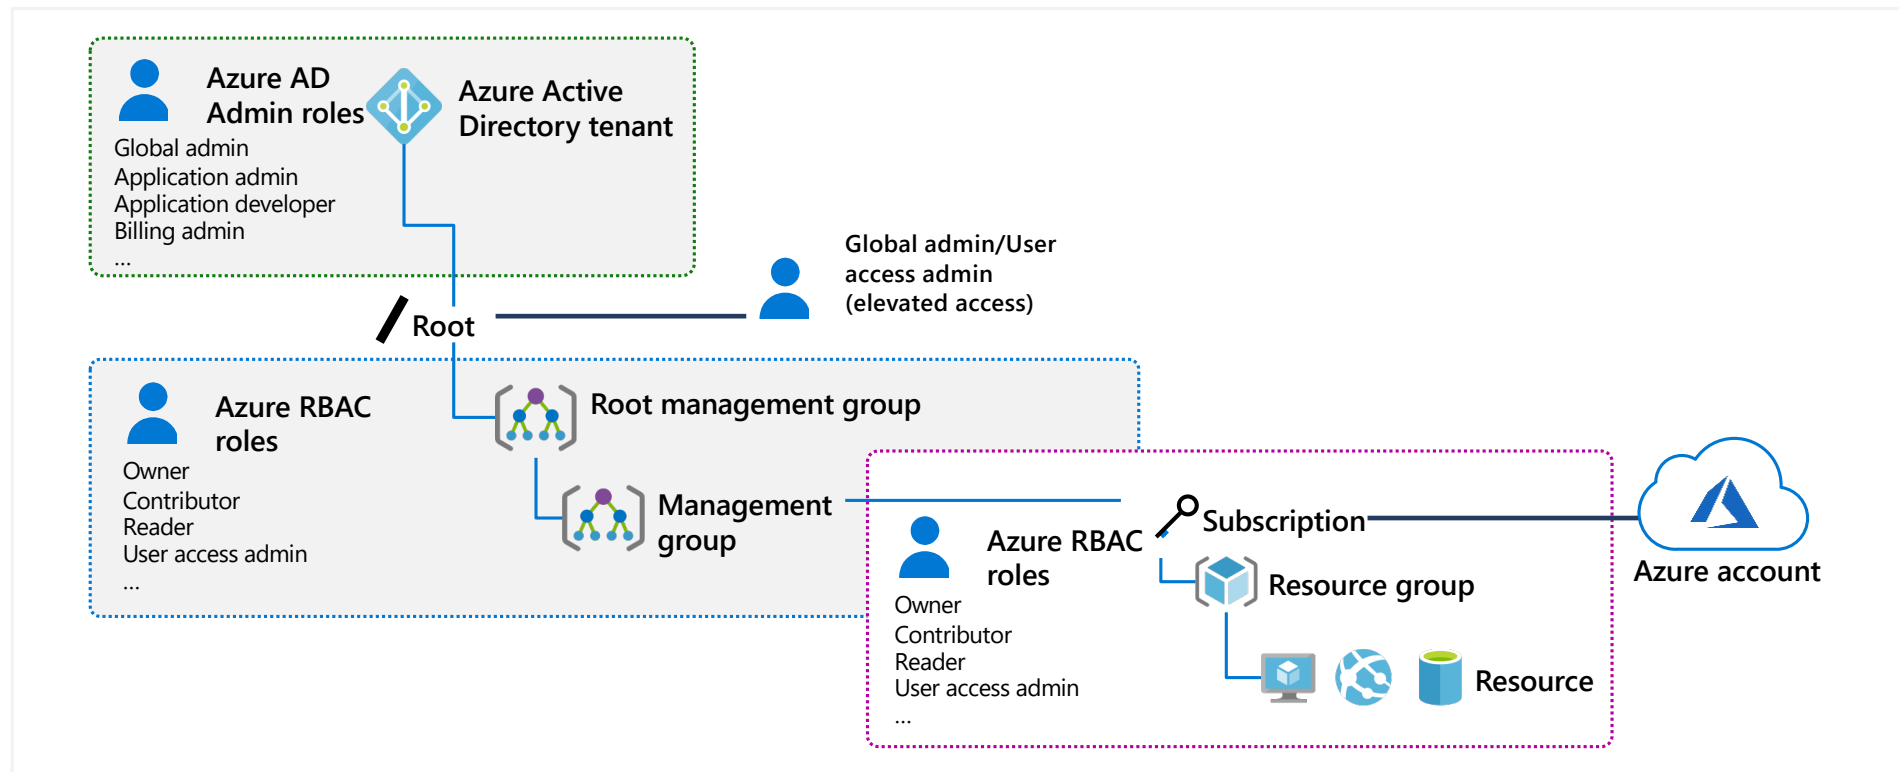 Azure AD
Admin roles
Azure Active
Directory tenant
Global admin
Application admin
Application developer
Billing admin
...
Global admin/User
access admin
(elevated access)
Root
Azure RBAC
roles
Root management group
Owner
Contributor
Reader
User access admin
...
Management
group
Azure RBAC
roles
Subscription
Resource group
Azure account
Owner
Contributor
Reader
User access admin
...
Resource